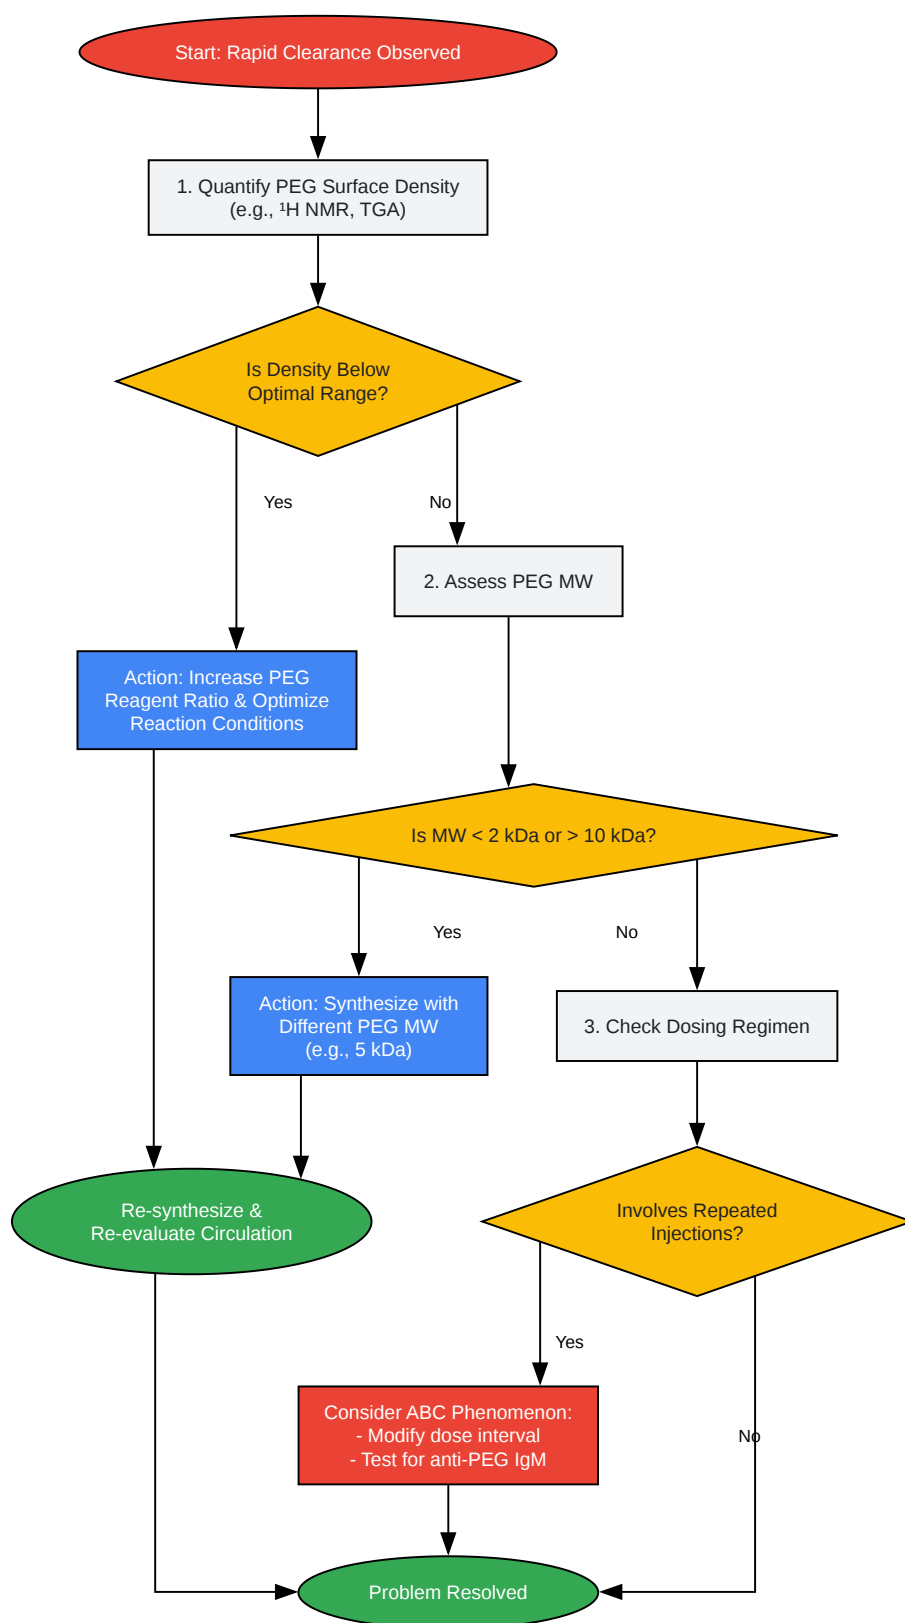 Start: Rapid Clearance Observed
1. Quantify PEG Surface Density
(e.g., ¹H NMR, TGA)
Is Density Below
Optimal Range?
Yes
No
2. Assess PEG MW
Action: Increase PEG
Reagent Ratio & Optimize
Reaction Conditions
Is MW < 2 kDa or > 10 kDa?
Yes
No
Action: Synthesize with
Different PEG MW
(e.g., 5 kDa)
3. Check Dosing Regimen
Re-synthesize &
Re-evaluate Circulation
Involves Repeated
Injections?
Yes
Consider ABC Phenomenon:
- Modify dose interval
- Test for anti-PEG IgM
No
Problem Resolved